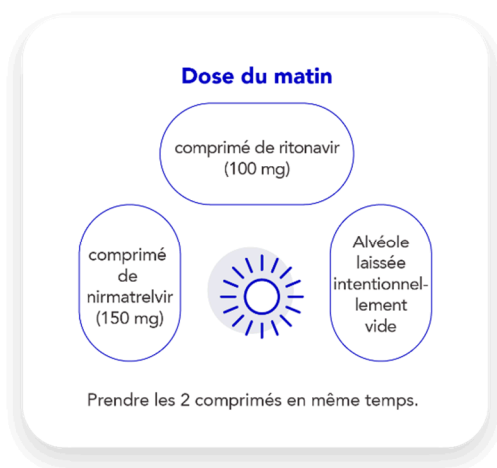 Dose du matin
comprimé de ritonavir
(100 mg)
comprimé
de
nirmatrelvir
(150 mg)
Alvéole
laissée
intentionnel-
lement
vide
Prendre les 2 comprimés en même temps.